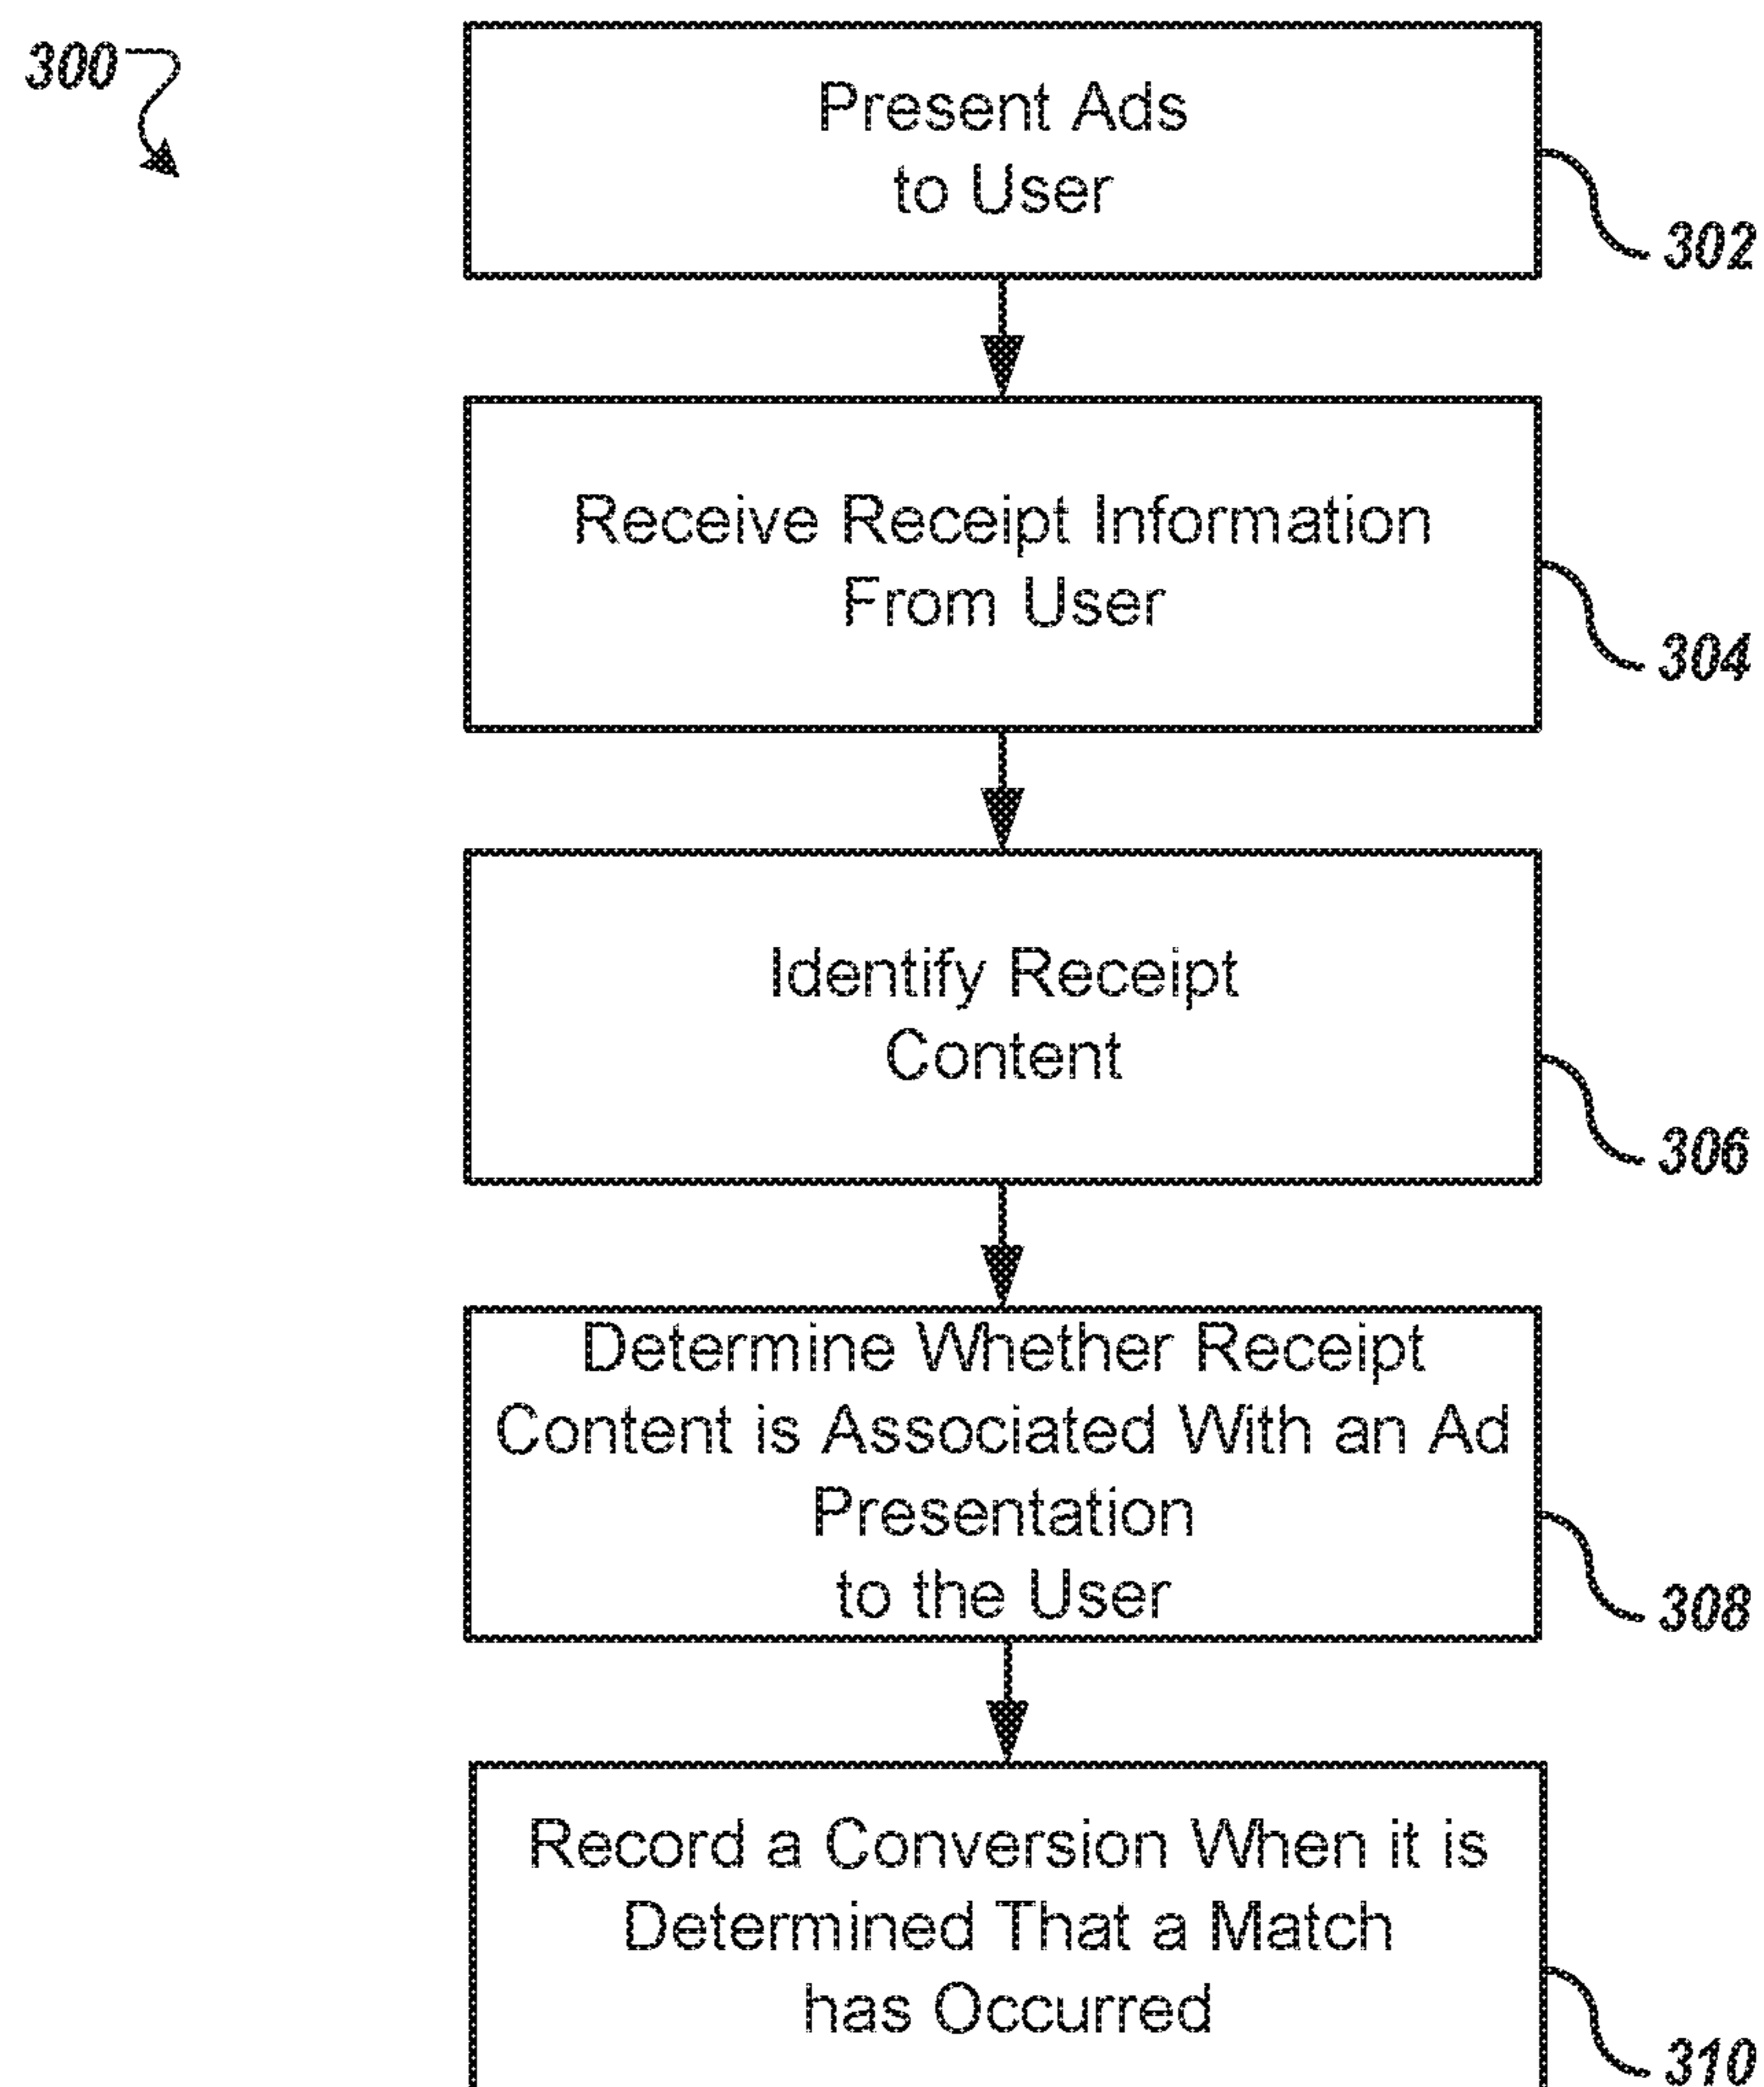 300
Present Ads
to User
302
Receive Receipt Information
From User
304
Identify Receipt
Content
306
Determine Whether Receipt
Content is Associated With an Ad
Presentation
to the User
308
Record a Conversion When it is
Determined That a Match
has Occurred
310